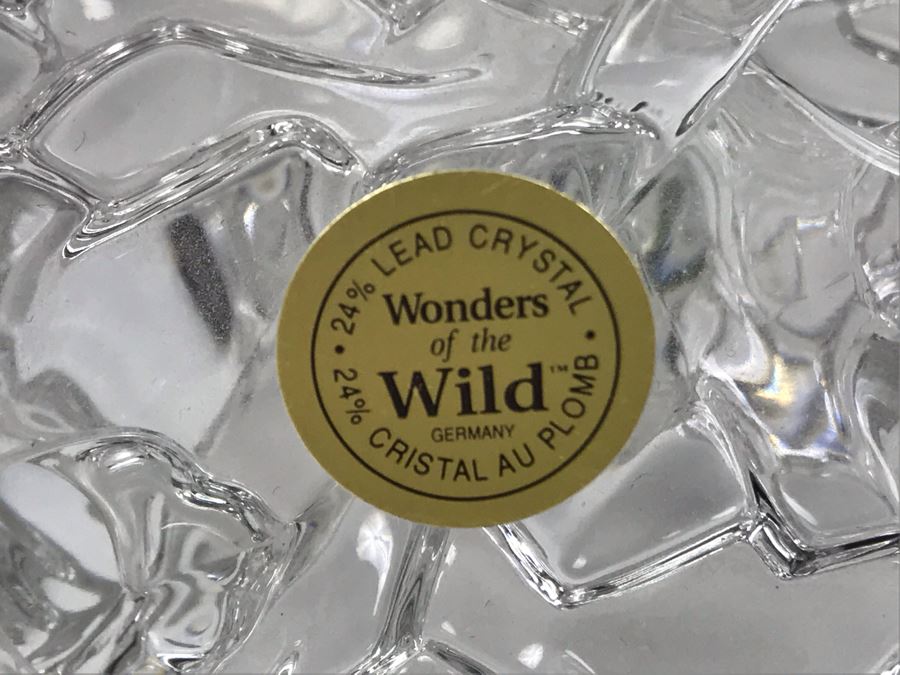 24% LEAD CRYSTAL
Wonders
of the
Wild™
GERMANY
• 24% CRISTAL AU PLOMB •